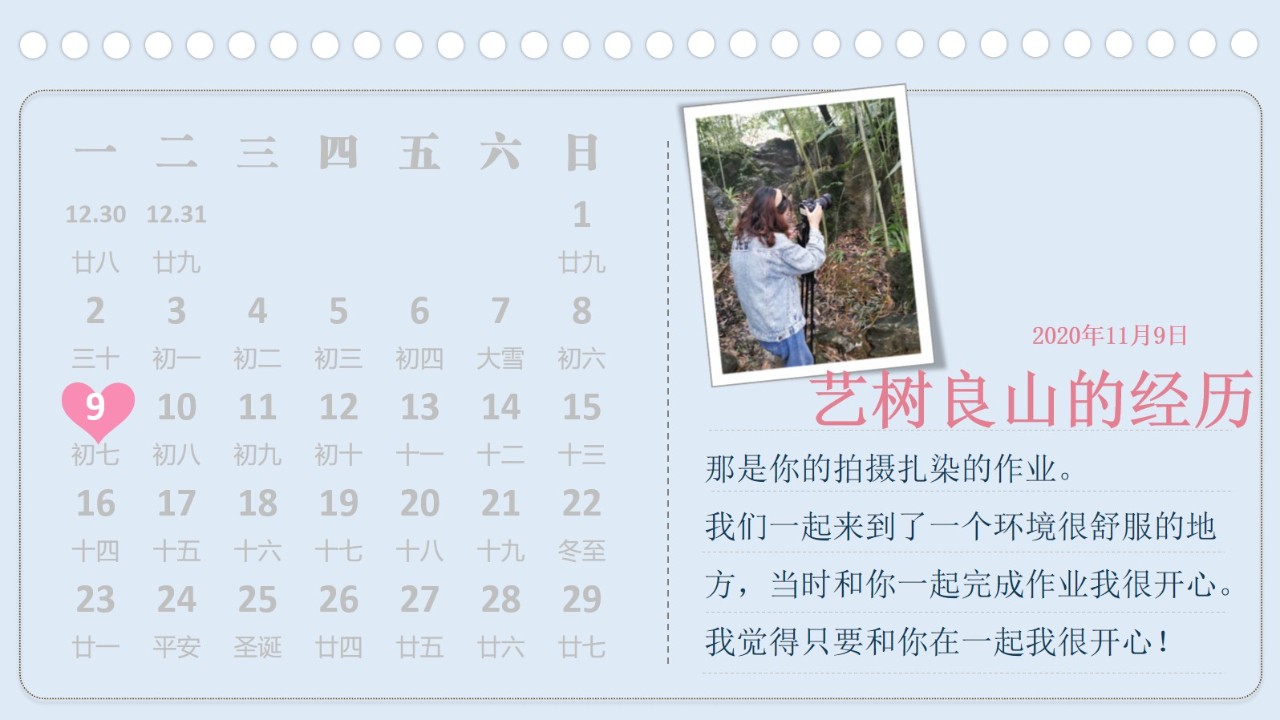 一 二 三 四 五 六 日
12.30 12.31 1
廿八 廿九 廿九
2 3 4 5 6 7 8
三十 初一 初二 初三 初四 大雪 初六
9 10 11 12 13 14 15
初七 初八 初九 初十 十一 十二 十三
16 17 18 19 20 21 22
十四 十五 十六 十七 十八 十九 冬至
23 24 25 26 27 28 29
廿一 平安 圣诞 廿四 廿五 廿六 廿七
2020年11月9日
艺树良山的经历
那是你的拍摄扎染的作业。
我们一起来到了一个环境很舒服的地
方，当时和你一起完成作业我很开心。
我觉得只要和你在一起我很开心！